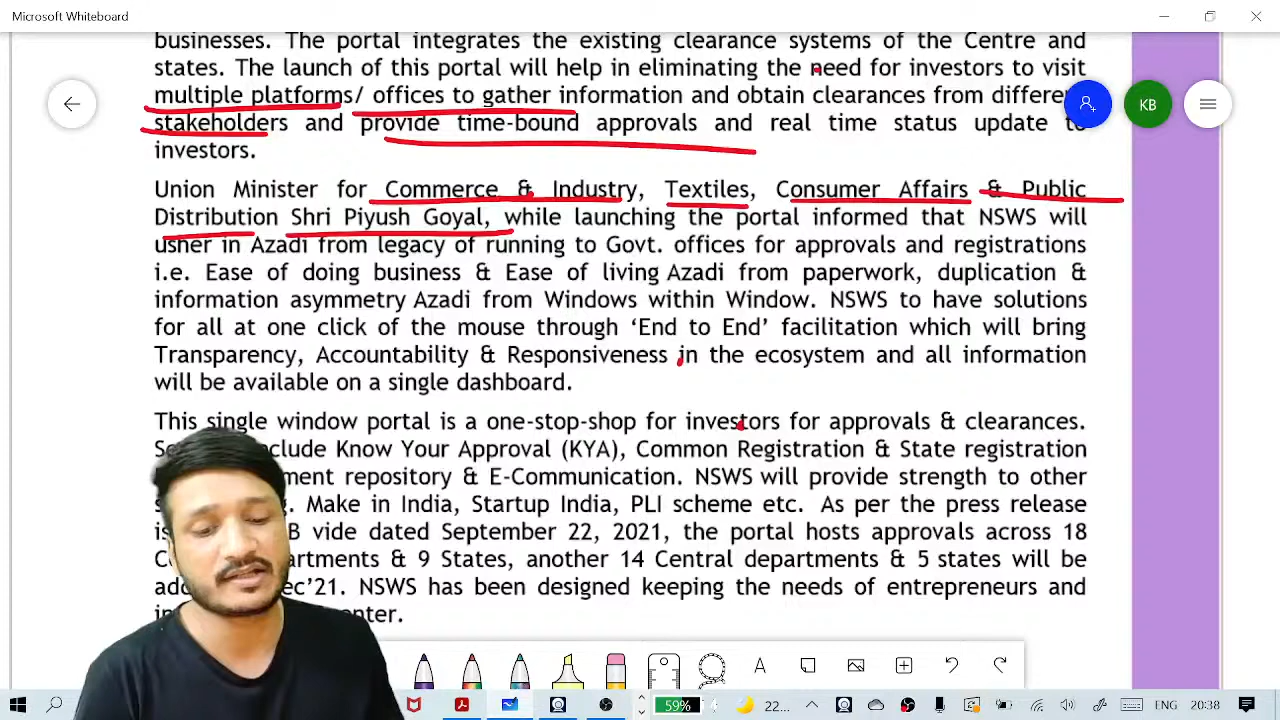 Microsoft Whiteboard
businesses. The portal integrates the existing clearance systems of the Centre and
states. The launch of this portal will help in eliminating the need for investors to visit
multiple platforms/ offices to gather information and obtain clearances from
KB
stakeholders and provide time-bound approvals and real time status update to
investors.
Union Minister for Commerce & Industry, Textiles, Consumer Affairs & Public
Distribution Shri Piyush Goyal, while launching the portal informed that NSWS will
usher in Azadi from legacy of running to Govt. offices for approvals and registrations
i.e. Ease of doing business & Ease of living Azadi from paperwork, duplication &
information asymmetry Azadi from Windows within Window. NSWS to have solutions
for all at one click of the mouse through ‘End to End’ facilitation which will bring
Transparency, Accountability & Responsiveness in the ecosystem and all information
will be available on a single dashboard.
This single window portal is a one-stop-shop for investors for approvals & clearances.
Know Your Approval (KYA), Common Registration & State registration
repository & E-Communication. NSWS will provide strength to other
Make in India, Startup India, PLI scheme etc. As per the press release
vide dated September 22, 2021, the portal hosts approvals across 18
& 9 States, another 14 Central departments & 5 states will be
NSWS has been designed keeping the needs of entrepreneurs and
A
59%
22...
ENG
20:38